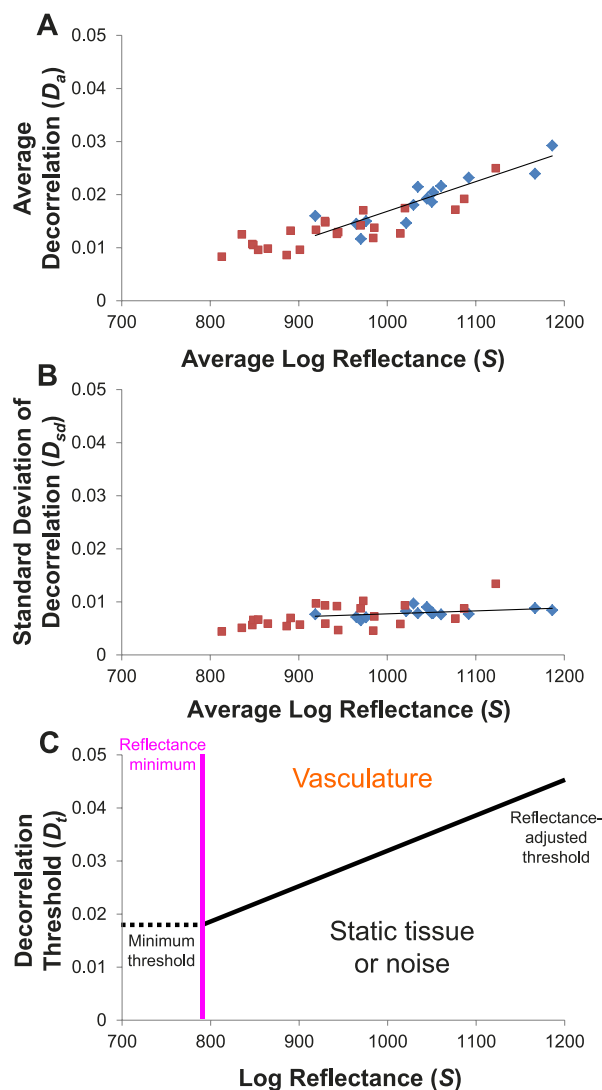 A
0.05
0.04
0.03
0.02
0.01
0
Average
Decorrelation (Da)
700 800 900 1000 1100 1200
Average Log Reflectance (S)
B
0.05
0.04
0.03
0.02
0.01
0
Standard Deviation of
Decorrelation (Dsd)
700 800 900 1000 1100 1200
Average Log Reflectance (S)
C
0.05
0.04
0.03
0.02
0.01
0
Decorrelation
Threshold (Dt)
Reflectance
minimum
Vasculature
Reflectance-
adjusted
threshold
Minimum
threshold
Static tissue
or noise
700 800 900 1000 1100 1200
Log Reflectance (S)